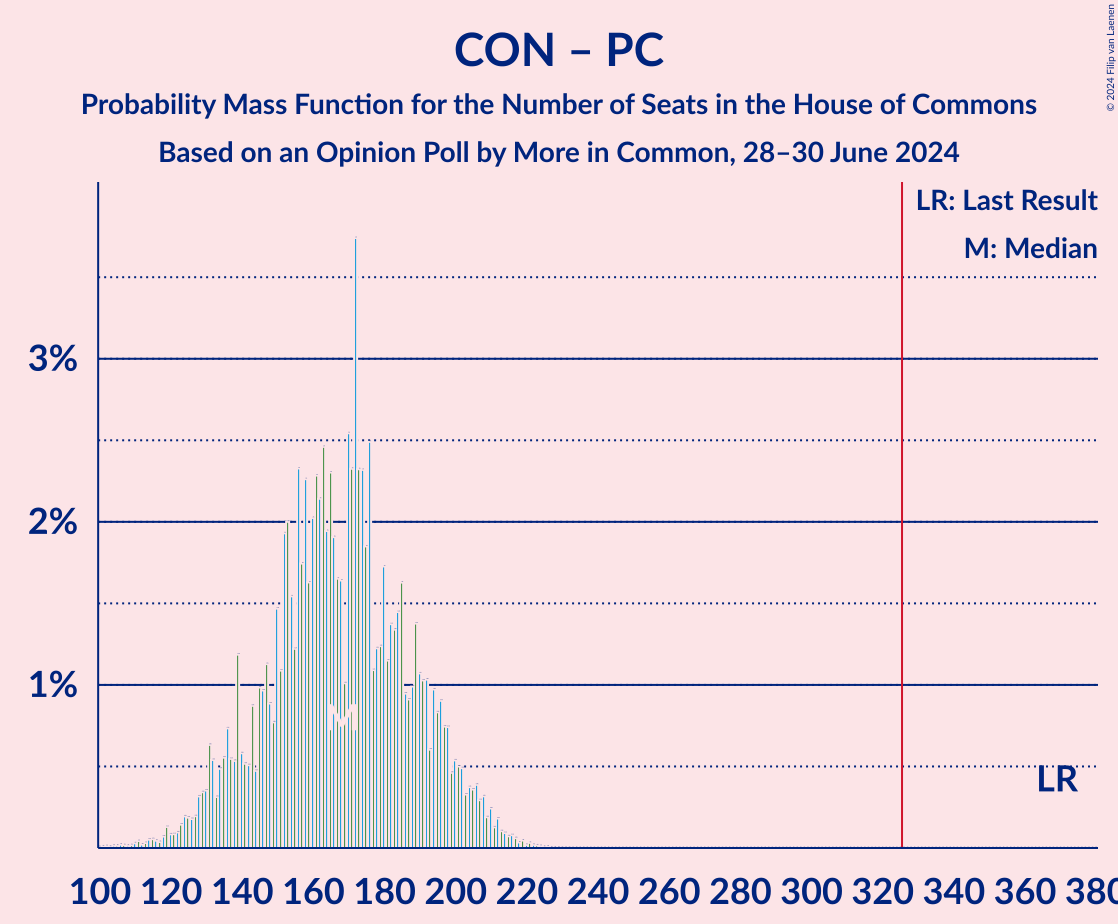 CON – PC
Probability Mass Function for the Number of Seats in the House of Commons
Based on an Opinion Poll by More in Common, 28–30 June 2024
© 2024 Filip van Laenen
LR: Last Result
M: Median
3%
2%
1%
M
LR
100 120 140 160 180 200 220 240 260 280 300 320 340 360 380